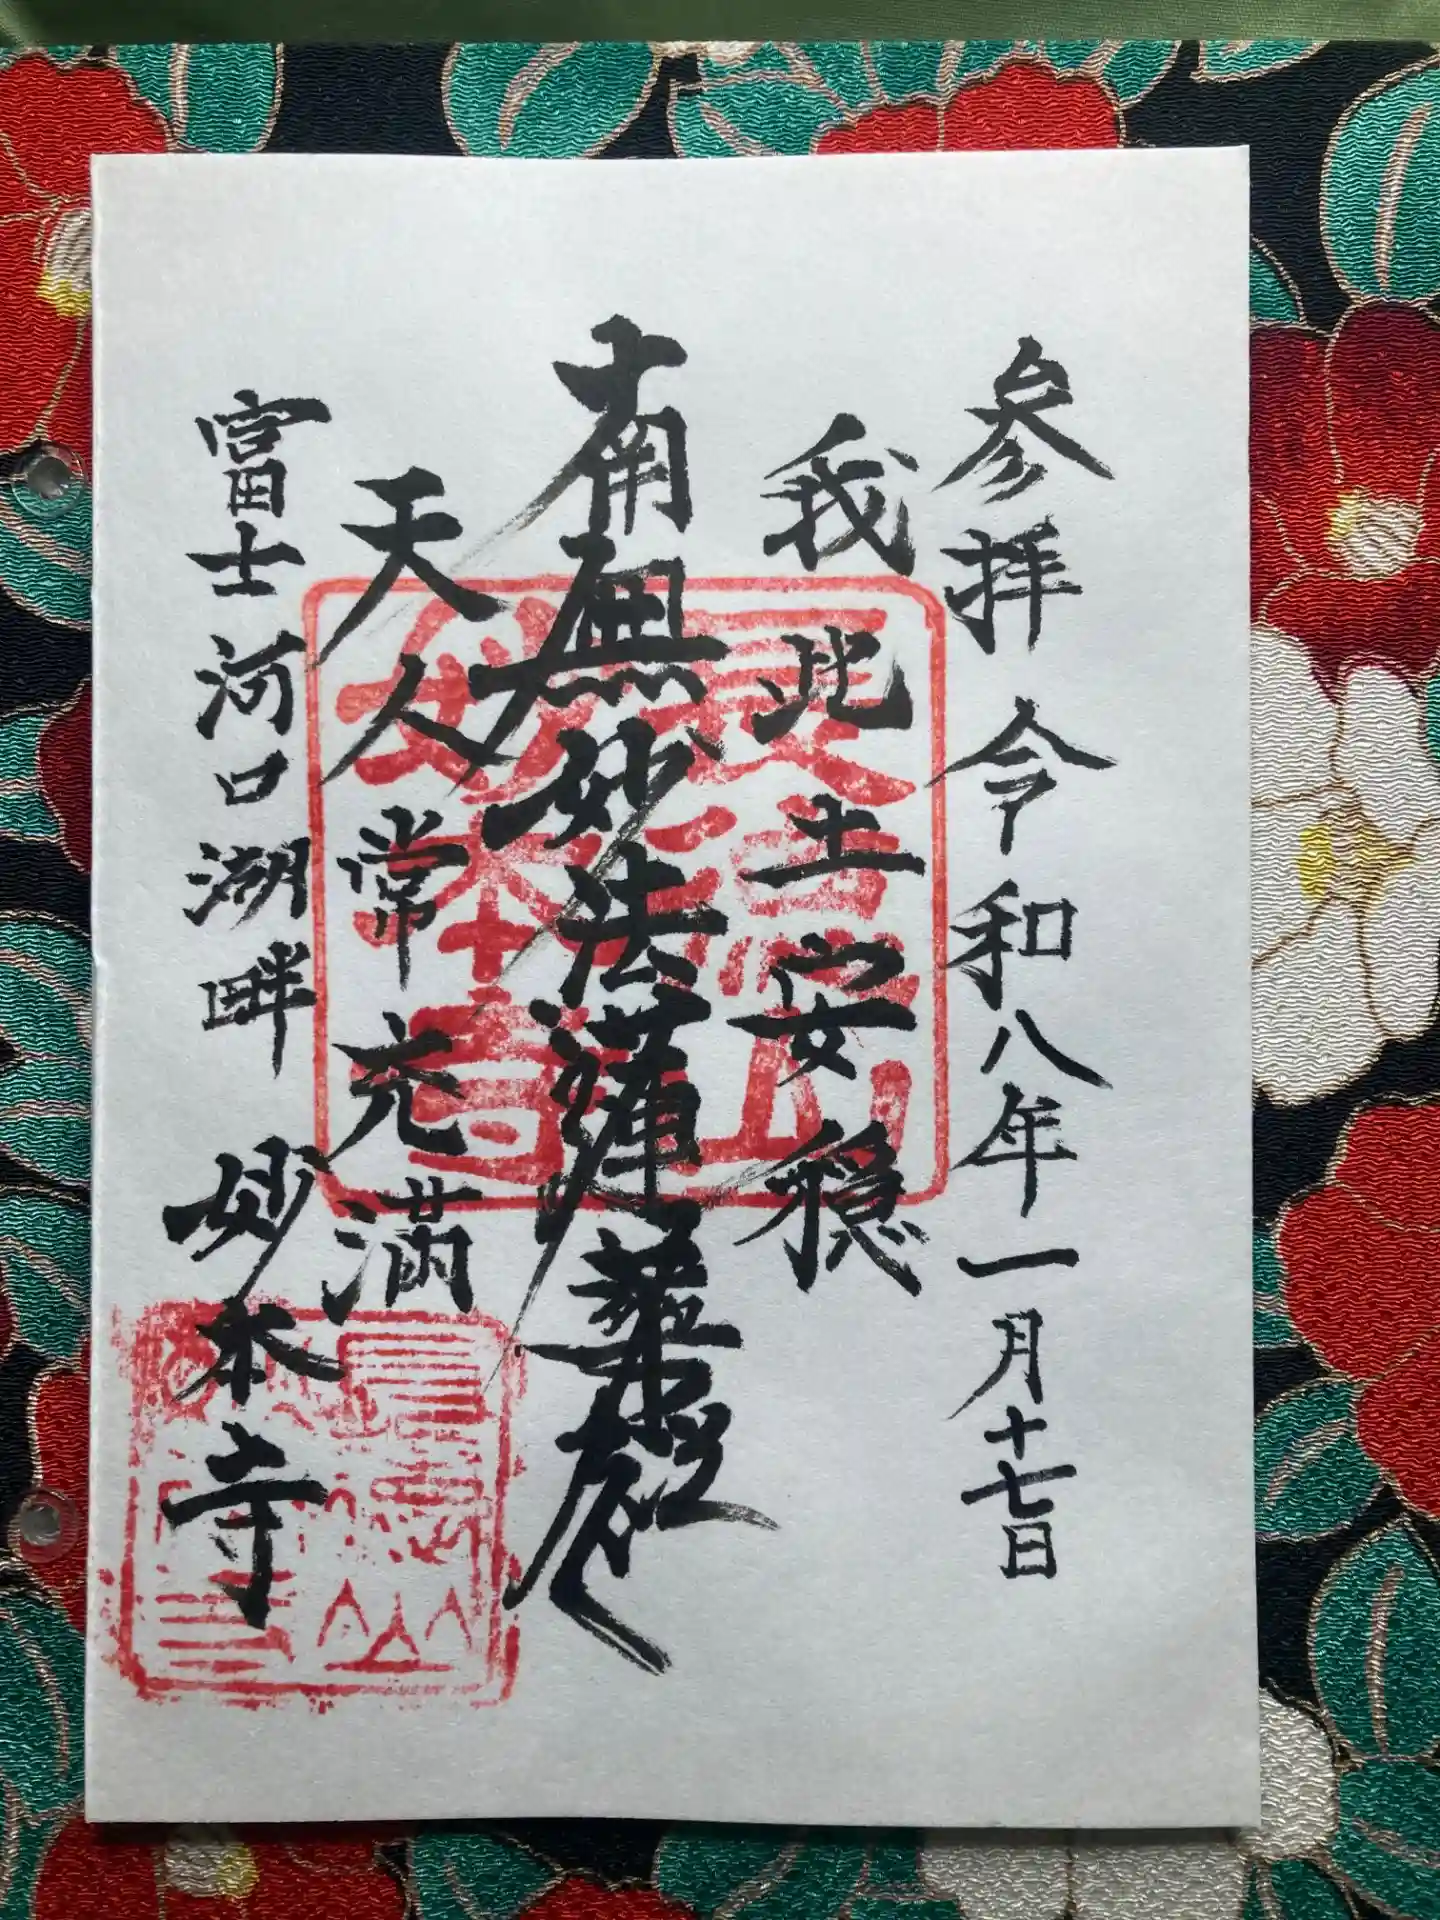 参拝 令和八年一月十七日
我此土安穏
南無妙法蓮華経
天人常充満
富士河口湖畔 妙本寺